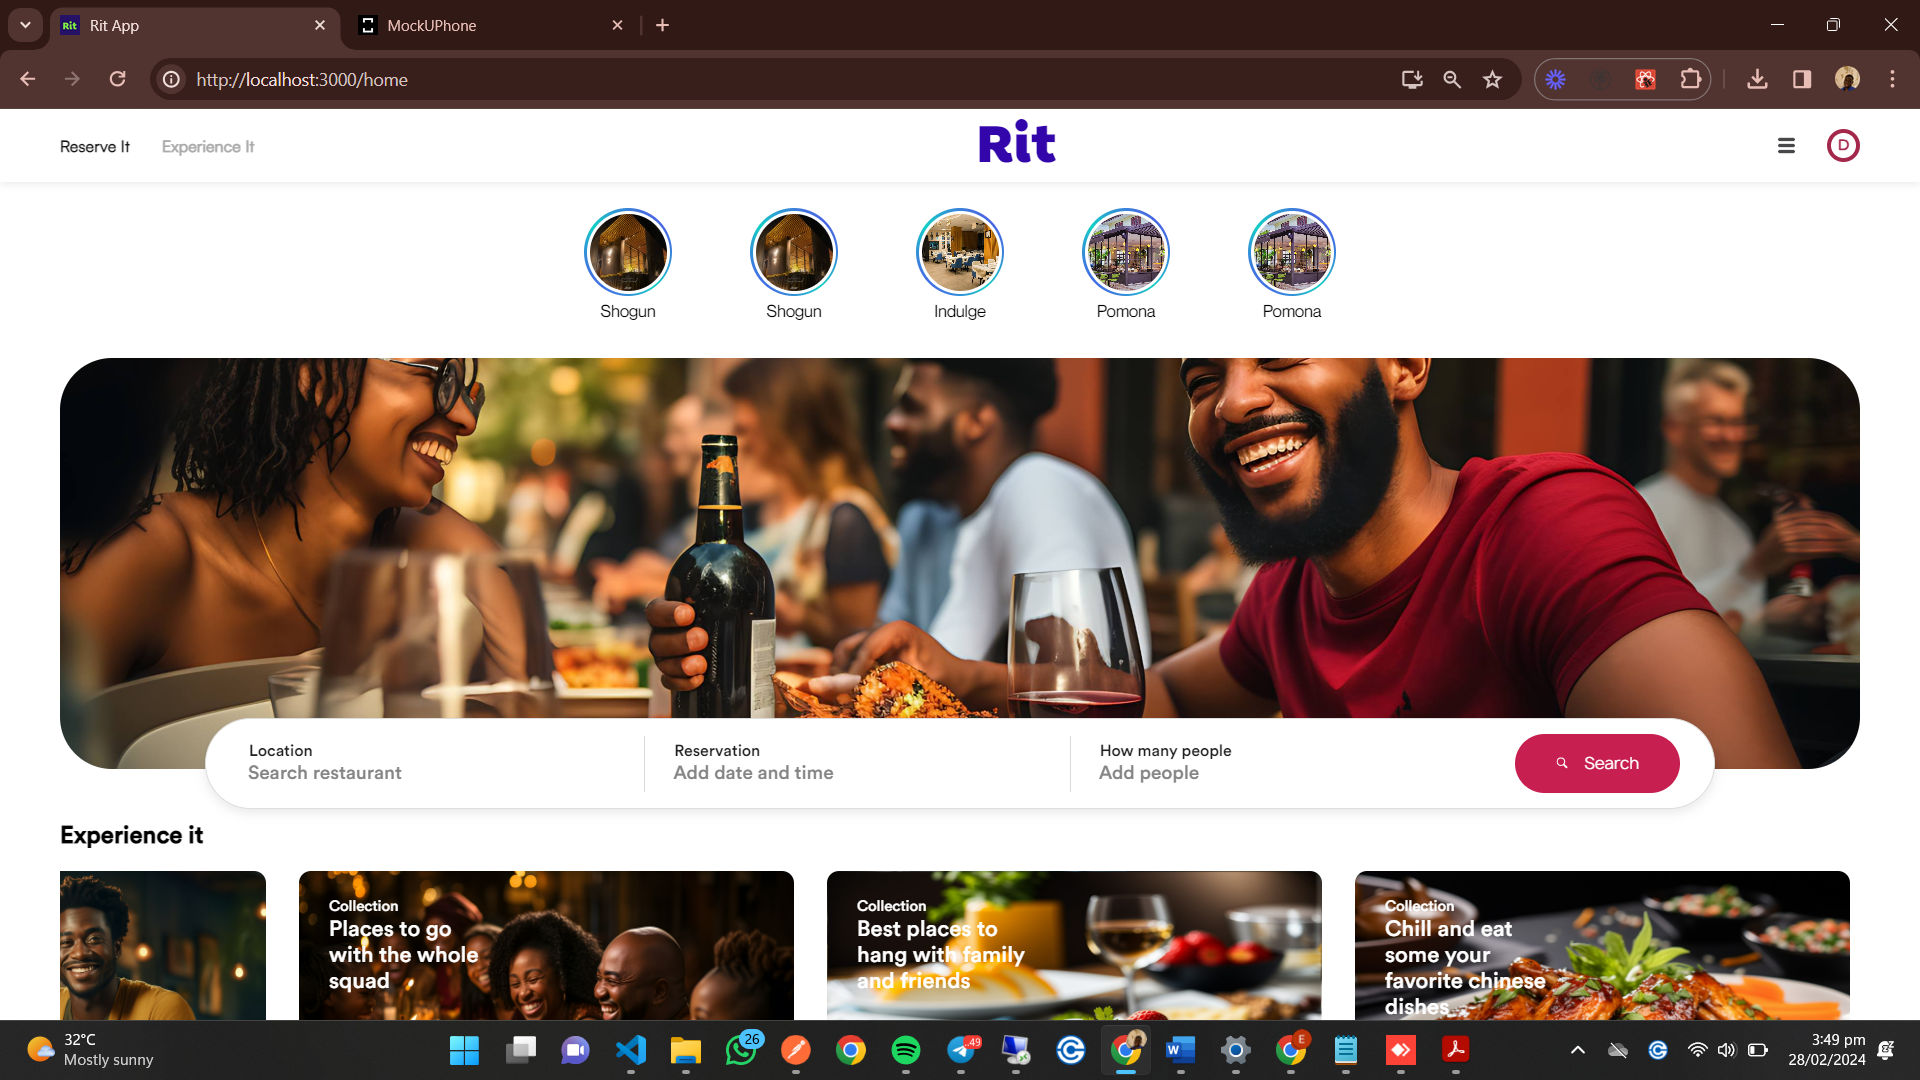 Rit
Rit App
MockUPhone
http://localhost:3000/home
Reserve It
Experience It
Rit
D
Shogun
Shogun
Indulge
Pomona
Pomona
Location
Search restaurant
Reservation
Add date and time
How many people
Add people
Search
Experience it
Collection
Places to go
with the whole
squad
Collection
Best places to
hang with family
and friends
Collection
Chill and eat
some your
favorite chinese
dishes
32°C
Mostly sunny
26
.49
W
E
3:49 pm
28/02/2024